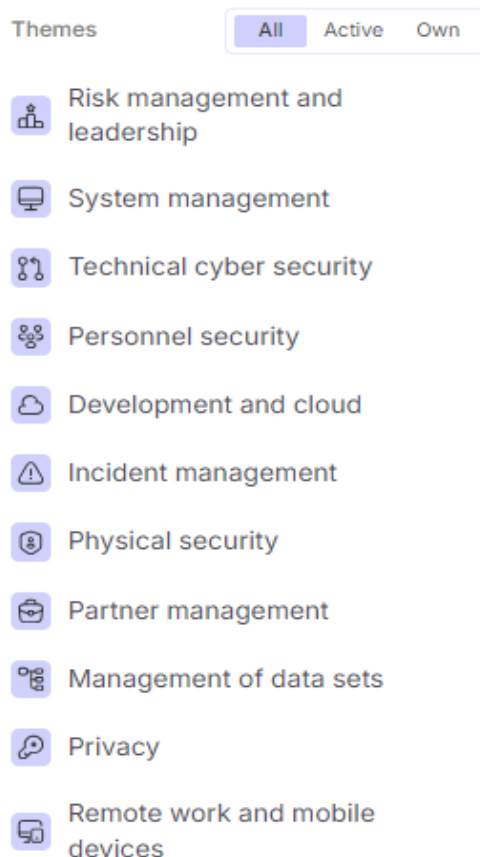 Themes All Active Own
Risk management and
leadership
System management
Technical cyber security
Personnel security
Development and cloud
Incident management
Physical security
Partner management
Management of data sets
Privacy
Remote work and mobile
devices